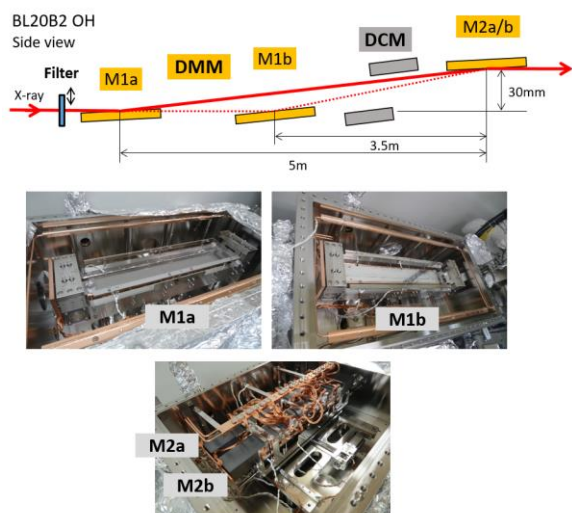 BL20B2 OH
Side view
Filter
X-ray
M1a
DMM
M1b
DCM
M2a/b
30mm
3.5m
5m
M1a
M1b
M2a
M2b